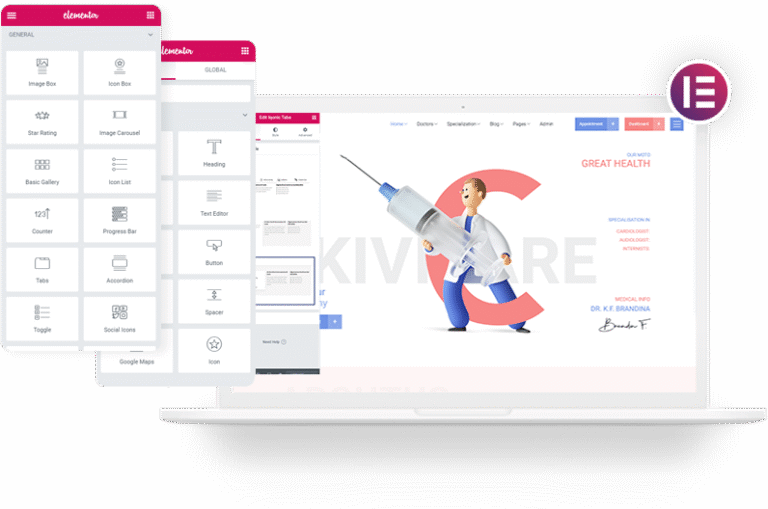 elementor
GENERAL
Image Box
Icon Box
Star Rating
Image Carousel
Basic Gallery
Icon List
Counter
Progress Bar
Tabs
Accordion
Toggle
Social Icons
elementor
GLOBAL
Heading
Text Editor
Button
Spacer
Google Maps
Icon
Edit Iqonic Tabs
Style
Advanced
Need Help
Home
Doctors
Specialization
Blog
Pages
Admin
Appointment +
Dashboard +
OUR MOTO
GREAT HEALTH
SPECIALISATION IN
CARDIOLOGIST
AUDIOLOGIST
INTERNISTS
MEDICAL INFO
DR. K.F. BRANDINA
Brandon F.